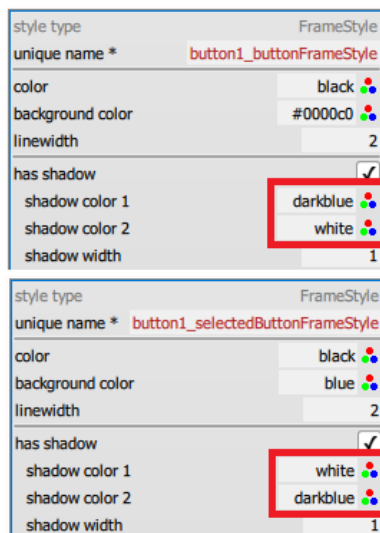 style type FrameStyle
unique name * button1_buttonFrameStyle
color black
background color #0000c0
linewidth 2
has shadow
shadow color 1 darkblue
shadow color 2 white
shadow width 1
style type FrameStyle
unique name * button1_selectedButtonFrameStyle
color black
background color blue
linewidth 2
has shadow
shadow color 1 white
shadow color 2 darkblue
shadow width 1